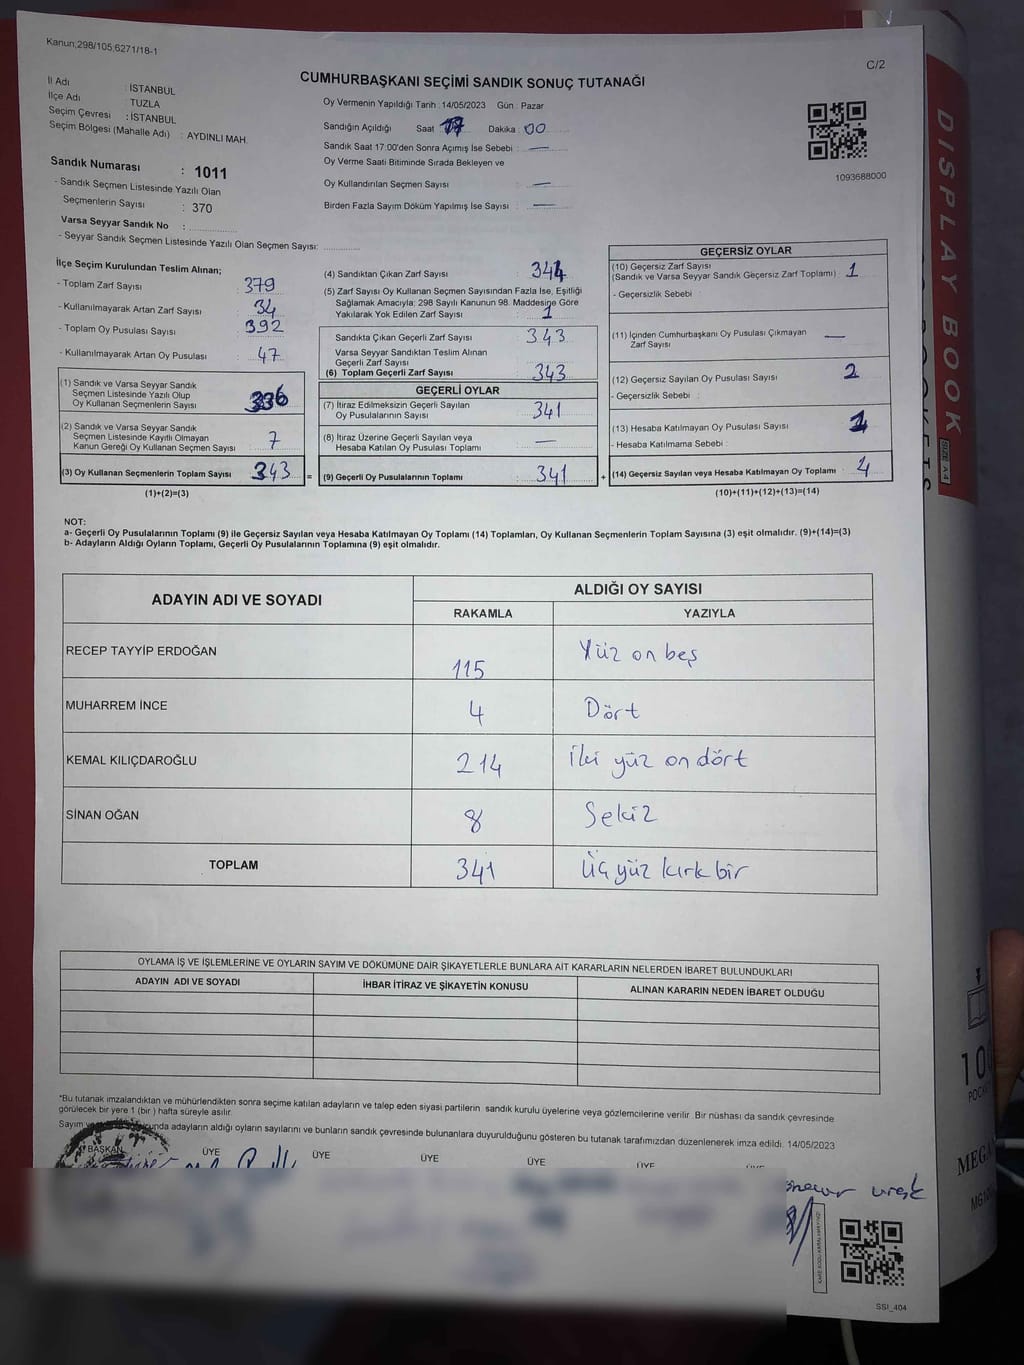 Kanun,298/105,6271/18-1
C/2
CUMHURBAŞKANI SEÇİMİ SANDIK SONUÇ TUTANAĞI
İl Adı : İSTANBUL
İlçe Adı : TUZLA
Seçim Çevresi : İSTANBUL
Seçim Bölgesi (Mahalle Adı) : AYDINLI MAH.
Oy Vermenin Yapıldığı Tarih : 14/05/2023 Gün : Pazar
Sandığın Açıldığı Saat 17 Dakika : 00
Sandık Saat 17:00'den Sonra Açımış İse Sebebi : —
Oy Verme Saati Bitiminde Sırada Bekleyen ve
Oy Kullandırılan Seçmen Sayısı : —
Birden Fazla Sayım Döküm Yapılmış İse Sayısı : —
1093688000
Sandık Numarası : 1011
- Sandık Seçmen Listesinde Yazılı Olan
Seçmenlerin Sayısı : 370
Varsa Seyyar Sandık No :
- Seyyar Sandık Seçmen Listesinde Yazılı Olan Seçmen Sayısı:
İlçe Seçim Kurulundan Teslim Alınan;
- Toplam Zarf Sayısı : 379
- Kullanılmayarak Artan Zarf Sayısı : 34
- Toplam Oy Pusulası Sayısı : 392
- Kullanılmayarak Artan Oy Pusulası : 47
(1) Sandık ve Varsa Seyyar Sandık
Seçmen Listesinde Yazılı Olup
Oy Kullanan Seçmenlerin Sayısı : 336
(2) Sandık ve Varsa Seyyar Sandık
Seçmen Listesinde Kayıtlı Olmayan
Kanun Gereği Oy Kullanan Seçmen Sayısı : 7
(3) Oy Kullanan Seçmenlerin Toplam Sayısı : 343 =
(1)+(2)=(3)
(4) Sandıktan Çıkan Zarf Sayısı : 344
(5) Zarf Sayısı Oy Kullanan Seçmen Sayısından Fazla İse, Eşitliği
Sağlamak Amacıyla; 298 Sayılı Kanunun 98. Maddesine Göre
Yakılarak Yok Edilen Zarf Sayısı : 1
Sandıkta Çıkan Geçerli Zarf Sayısı : 343
Varsa Seyyar Sandıktan Teslim Alınan
Geçerli Zarf Sayısı
(6) Toplam Geçerli Zarf Sayısı : 343
GEÇERLİ OYLAR
(7) İtiraz Edilmeksizin Geçerli Sayılan
Oy Pusulalarının Sayısı : 341
(8) İtiraz Üzerine Geçerli Sayılan veya
Hesaba Katılan Oy Pusulası Toplamı : —
(9) Geçerli Oy Pusulalarının Toplamı : 341 +
GEÇERSİZ OYLAR
(10) Geçersiz Zarf Sayısı
(Sandık ve Varsa Seyyar Sandık Geçersiz Zarf Toplamı) : 1
- Geçersizlik Sebebi :
(11) İçinden Cumhurbaşkanı Oy Pusulası Çıkmayan
Zarf Sayısı : —
(12) Geçersiz Sayılan Oy Pusulası Sayısı : 2
- Geçersizlik Sebebi :
(13) Hesaba Katılmayan Oy Pusulası Sayısı : 1
- Hesaba Katılmama Sebebi :
(14) Geçersiz Sayılan veya Hesaba Katılmayan Oy Toplamı : 4
(10)+(11)+(12)+(13)=(14)
NOT:
a- Geçerli Oy Pusulalarının Toplamı (9) ile Geçersiz Sayılan veya Hesaba Katılmayan Oy Toplamı (14) Toplamları, Oy Kullanan Seçmenlerin Toplam Sayısına (3) eşit olmalıdır. (9)+(14)=(3)
b- Adayların Aldığı Oyların Toplamı, Geçerli Oy Pusulalarının Toplamına (9) eşit olmalıdır.
ADAYIN ADI VE SOYADI ALDIĞI OY SAYISI
RAKAMLA YAZIYLA
RECEP TAYYİP ERDOĞAN 115 Yüz on beş
MUHARREM İNCE 4 Dört
KEMAL KILIÇDAROĞLU 214 İki yüz on dört
SİNAN OĞAN 8 Sekiz
TOPLAM 341 Üç yüz kırk bir
OYLAMA İŞ VE İŞLEMLERİNE VE OYLARIN SAYIM VE DÖKÜMÜNE DAİR ŞİKAYETLERLE BUNLARA AİT KARARLARIN NELERDEN İBARET BULUNDUKLARI
ADAYIN ADI VE SOYADI İHBAR İTİRAZ VE ŞİKAYETİN KONUSU ALINAN KARARIN NEDEN İBARET OLDUĞU
*Bu tutanak imzalandıktan ve mühürlendikten sonra seçime katılan adayların ve talep eden siyasi partilerin sandık kurulu üyelerine veya gözlemcilerine verilir. Bir nüshası da sandık çevresinde
görülecek bir yere 1 (bir) hafta süreyle asılır.
Sayım ve adayların aldığı oyların sayılarını ve bunların sandık çevresinde bulunanlara duyurulduğunu gösteren bu tutanak tarafımızdan düzenlenerek imza edildi. 14/05/2023
BAŞKAN ÜYE ÜYE ÜYE ÜYE ÜYE ÜYE
SSI_404
DISPLAY BOOK
SIZE A4
MEGA